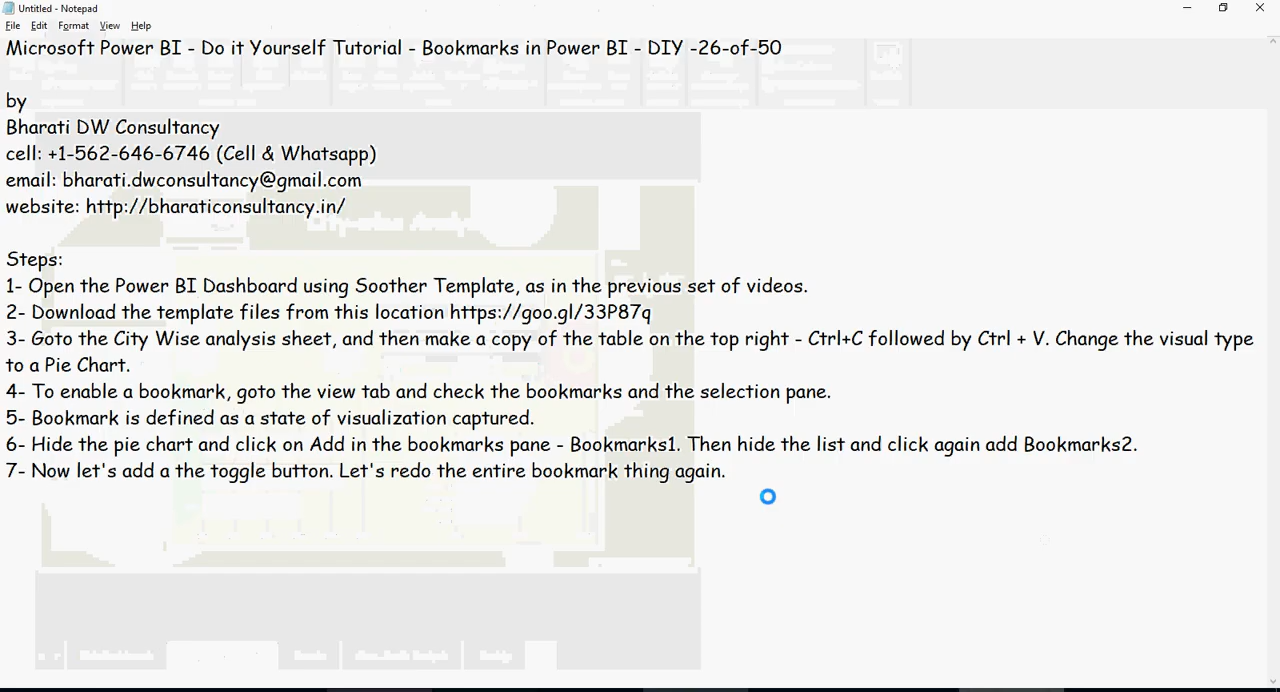 Untitled - Notepad
File Edit Format View Help
Microsoft Power BI - Do it Yourself Tutorial - Bookmarks in Power BI - DIY -26-of-50
by
Bharati DW Consultancy
cell: +1-562-646-6746 (Cell & Whatsapp)
email: bharati.dwconsultancy@gmail.com
website: http://bharaticonsultancy.in/
Steps:
1- Open the Power BI Dashboard using Soother Template, as in the previous set of videos.
2- Download the template files from this location https://goo.gl/33P87q
3- Goto the City Wise analysis sheet, and then make a copy of the table on the top right - Ctrl+C followed by Ctrl + V. Change the visual type
to a Pie Chart.
4- To enable a bookmark, goto the view tab and check the bookmarks and the selection pane.
5- Bookmark is defined as a state of visualization captured.
6- Hide the pie chart and click on Add in the bookmarks pane - Bookmarks1. Then hide the list and click again add Bookmarks2.
7- Now let's add a the toggle button. Let's redo the entire bookmark thing again.